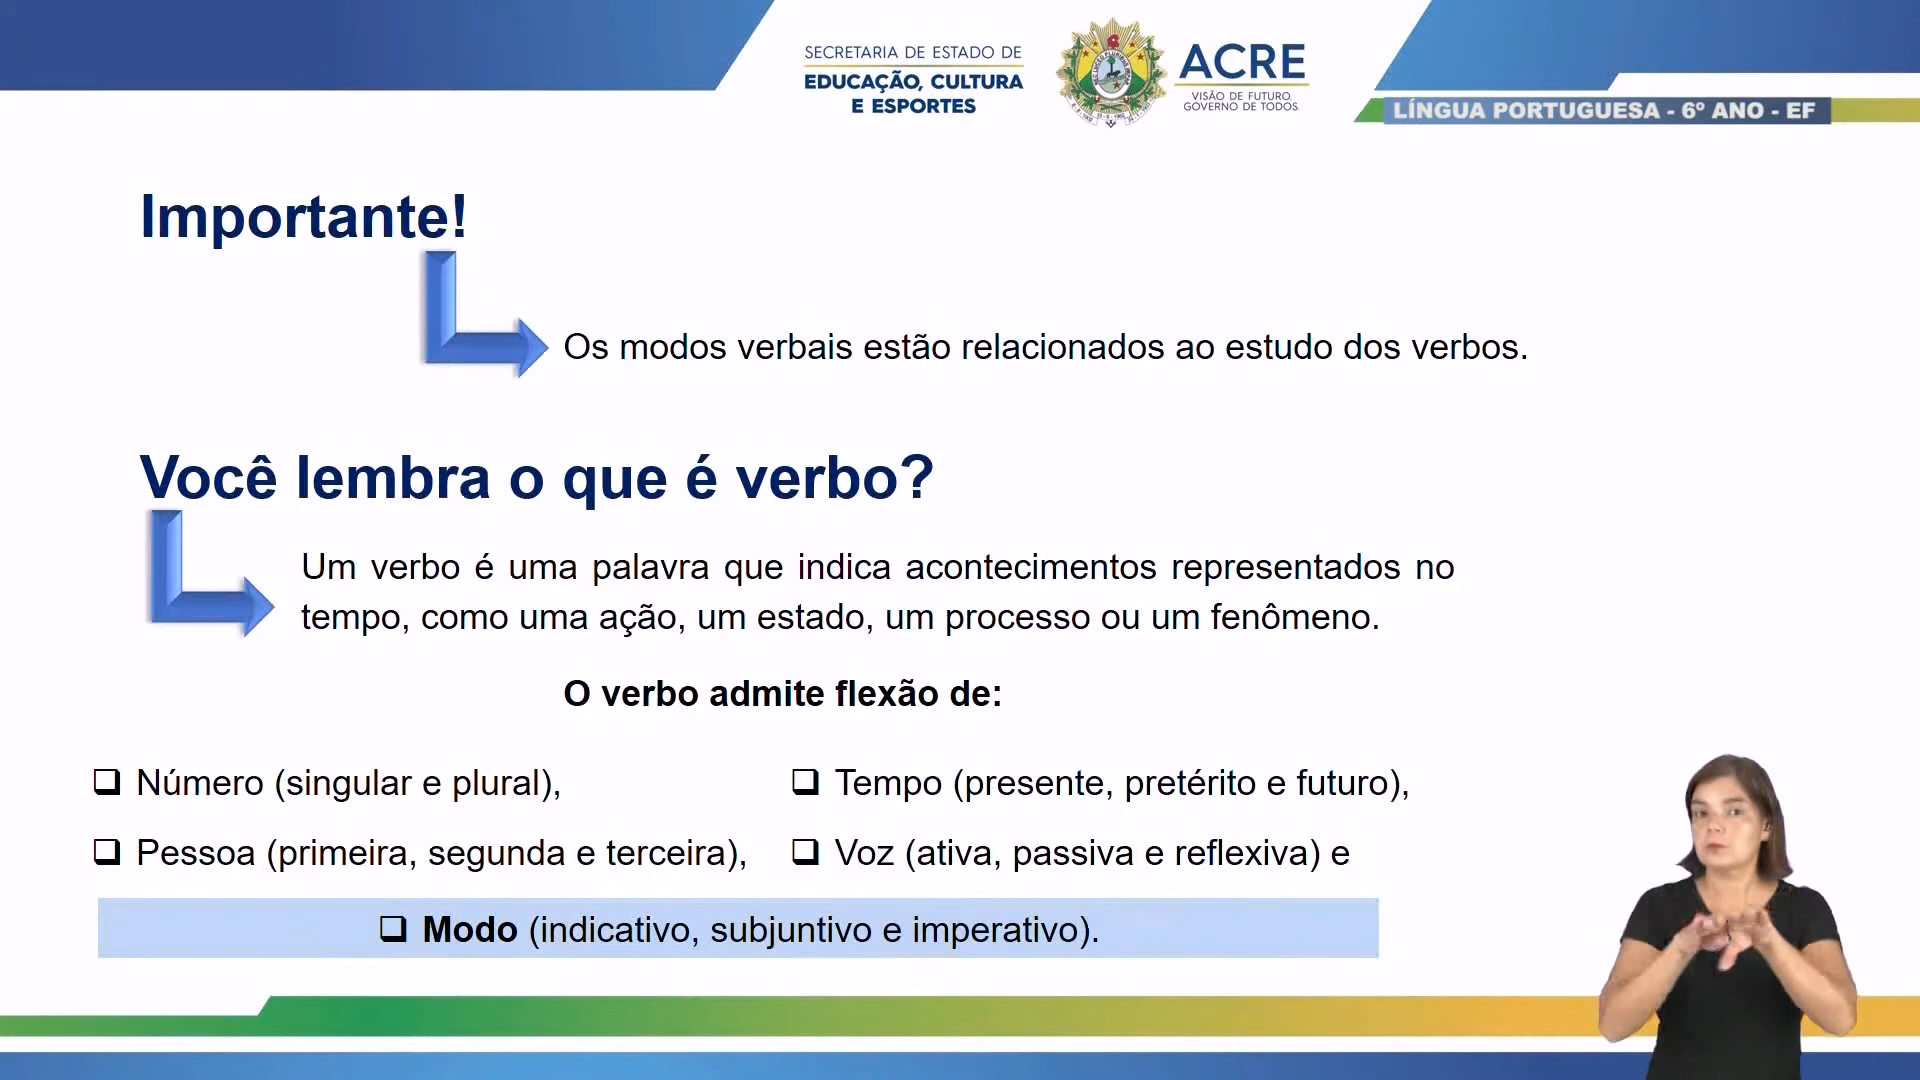 SECRETARIA DE ESTADO DE
EDUCAÇÃO, CULTURA
E ESPORTES
ACRE
VISÃO DE FUTURO.
GOVERNO DE TODOS.
LÍNGUA PORTUGUESA - 6º ANO - EF
Importante!
Os modos verbais estão relacionados ao estudo dos verbos.
Você lembra o que é verbo?
Um verbo é uma palavra que indica acontecimentos representados no
tempo, como uma ação, um estado, um processo ou um fenômeno.
O verbo admite flexão de:
❑ Número (singular e plural),
❑ Tempo (presente, pretérito e futuro),
❑ Pessoa (primeira, segunda e terceira),
❑ Voz (ativa, passiva e reflexiva) e
❑ Modo (indicativo, subjuntivo e imperativo).